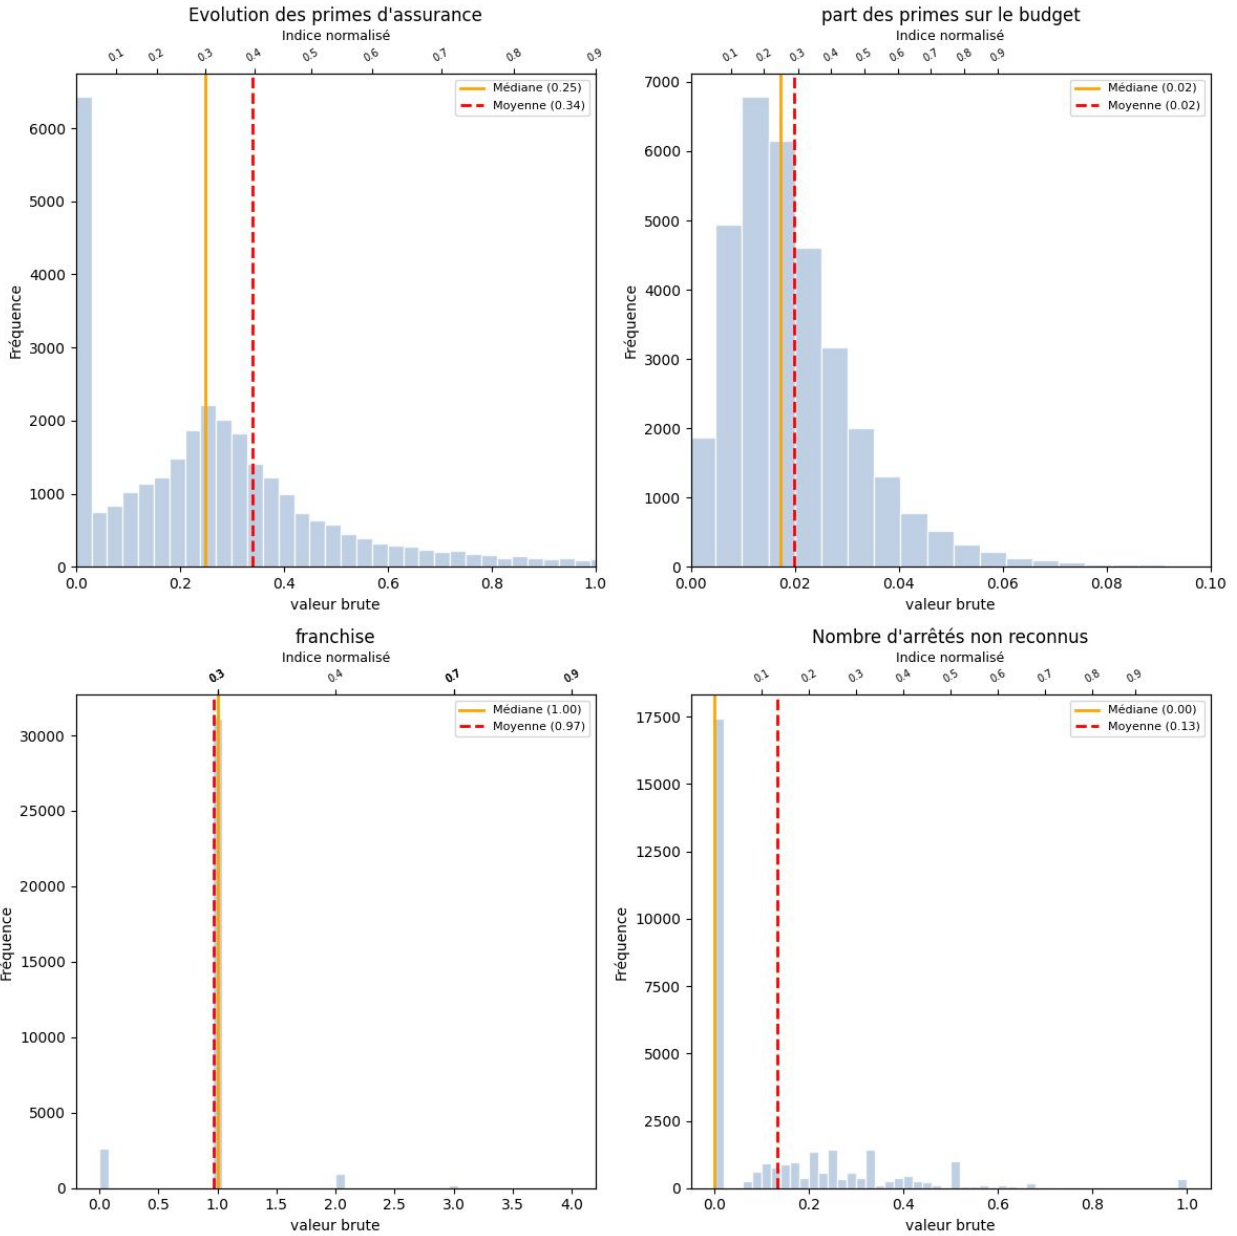 Evolution des primes d'assurance
Indice normalisé
0.1 0.2 0.3 0.4 0.5 0.6 0.7 0.8 0.9
Médiane (0.25)
Moyenne (0.34)
6000
5000
4000
3000
2000
1000
0
Fréquence
0.0 0.2 0.4 0.6 0.8 1.0
valeur brute
part des primes sur le budget
Indice normalisé
0.1 0.2 0.3 0.4 0.5 0.6 0.7 0.8 0.9
Médiane (0.02)
Moyenne (0.02)
7000
6000
5000
4000
3000
2000
1000
0
Fréquence
0.00 0.02 0.04 0.06 0.08 0.10
valeur brute
franchise
Indice normalisé
0.3 0.4 0.7 0.9
Médiane (1.00)
Moyenne (0.97)
30000
25000
20000
15000
10000
5000
0
Fréquence
0.0 0.5 1.0 1.5 2.0 2.5 3.0 3.5 4.0
valeur brute
Nombre d'arrêtés non reconnus
Indice normalisé
0.1 0.2 0.3 0.4 0.5 0.6 0.7 0.8 0.9
Médiane (0.00)
Moyenne (0.13)
17500
15000
12500
10000
7500
5000
2500
0
Fréquence
0.0 0.2 0.4 0.6 0.8 1.0
valeur brute